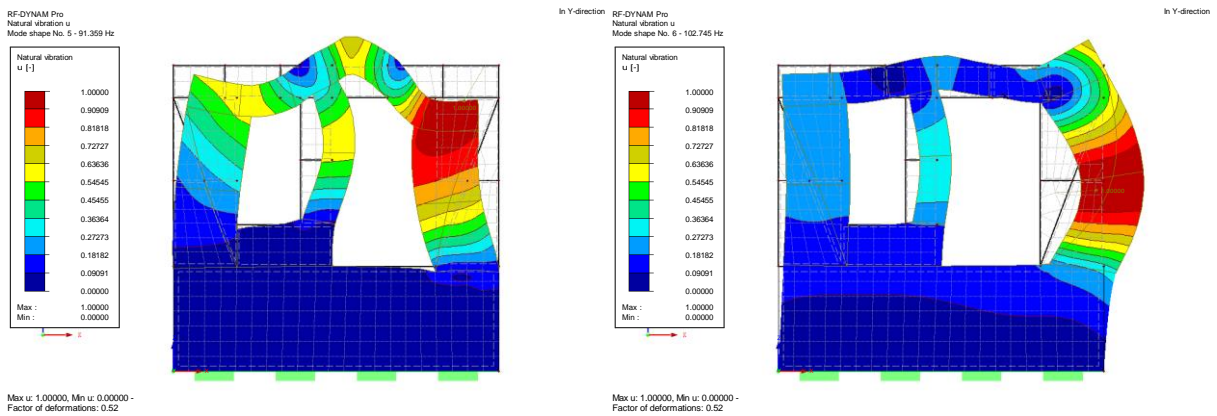 RF-DYNAM Pro
Natural vibration u
Mode shape No. 5 - 91.359 Hz
In Y-direction
Natural vibration
u [-]
1.00000
0.90909
0.81818
0.72727
0.63636
0.54545
0.45455
0.36364
0.27273
0.18182
0.09091
0.00000
Max : 1.00000
Min : 0.00000
1.00000
Max u: 1.00000, Min u: 0.00000 -
Factor of deformations: 0.52
RF-DYNAM Pro
Natural vibration u
Mode shape No. 6 - 102.745 Hz
In Y-direction
Natural vibration
u [-]
1.00000
0.90909
0.81818
0.72727
0.63636
0.54545
0.45455
0.36364
0.27273
0.18182
0.09091
0.00000
Max : 1.00000
Min : 0.00000
1.00000
Max u: 1.00000, Min u: 0.00000 -
Factor of deformations: 0.52